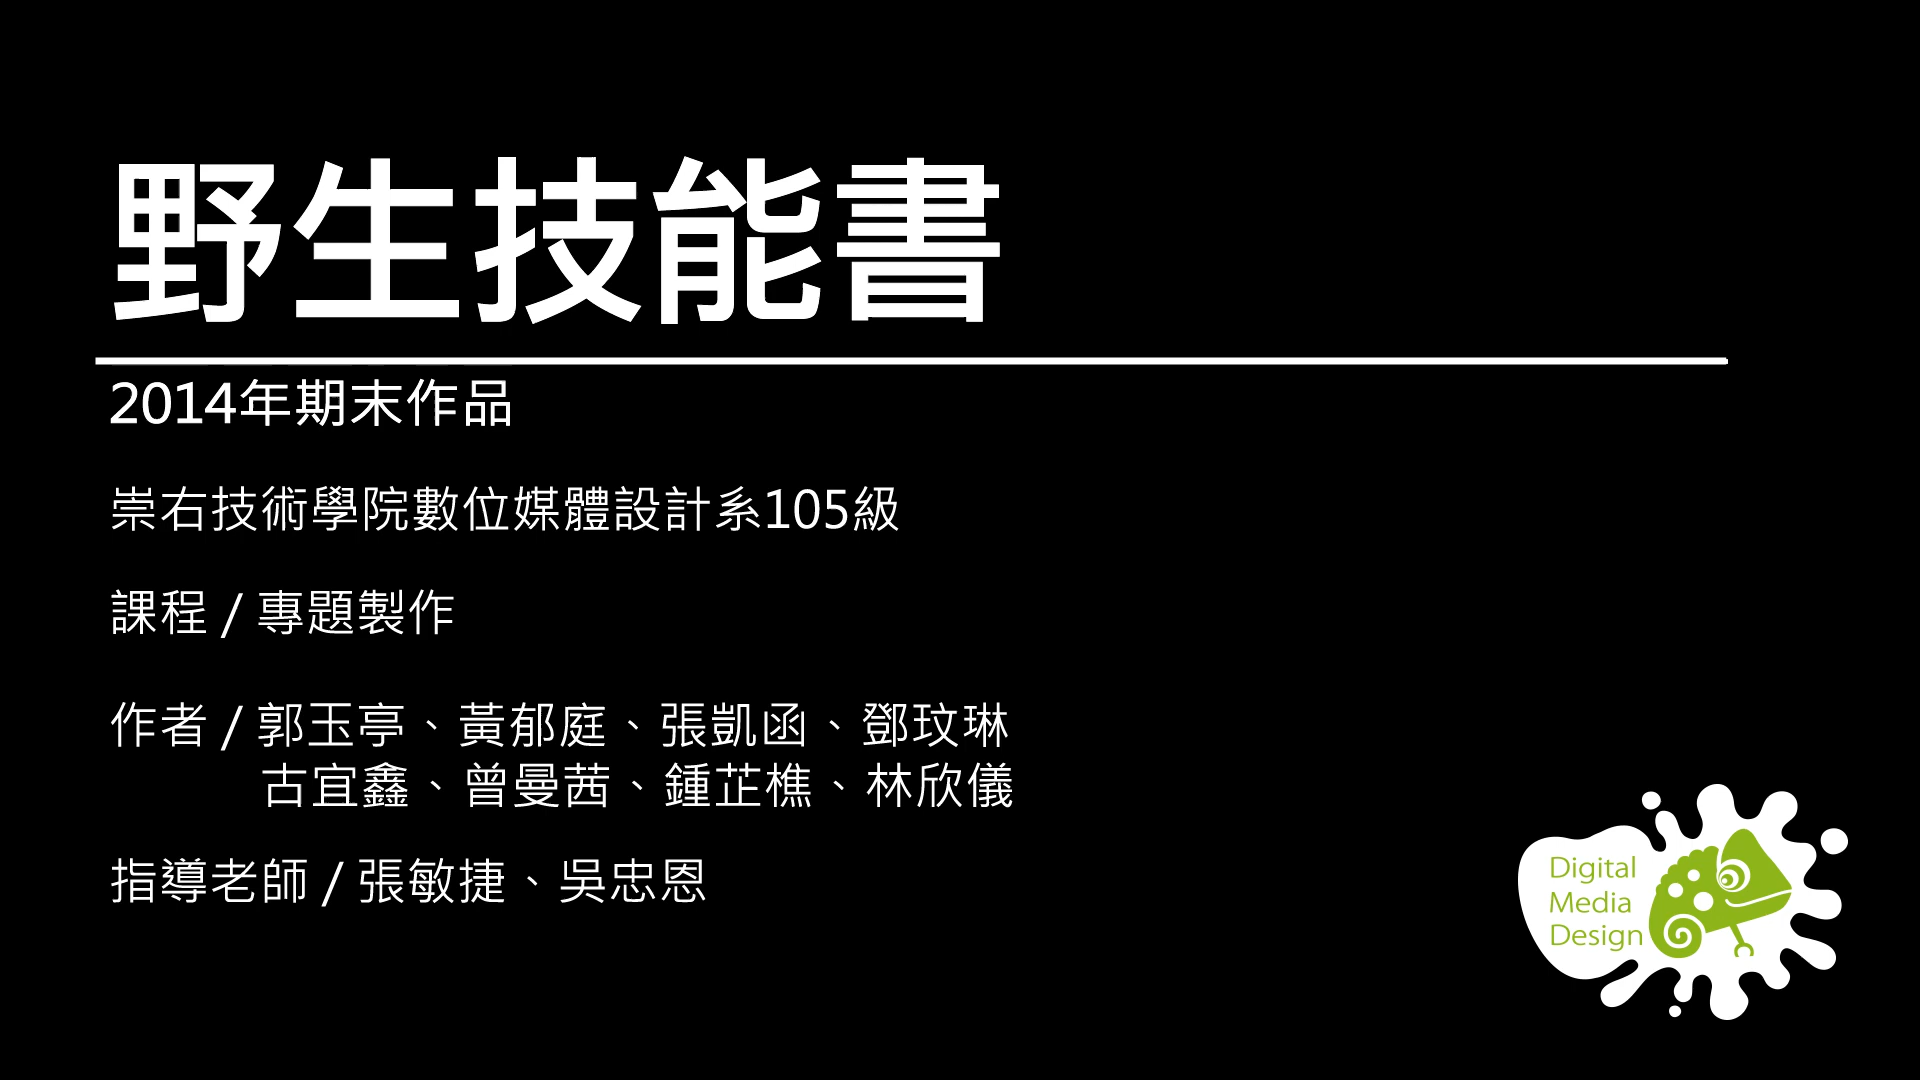 野生技能書
2014年期末作品
崇右技術學院數位媒體設計系105級
課程 / 專題製作
作者 / 郭玉亭、黃郁庭、張凱函、鄧玟琳
古宜鑫、曾曼茜、鍾芷樵、林欣儀
指導老師 / 張敏捷、吳忠恩
Digital
Media
Design